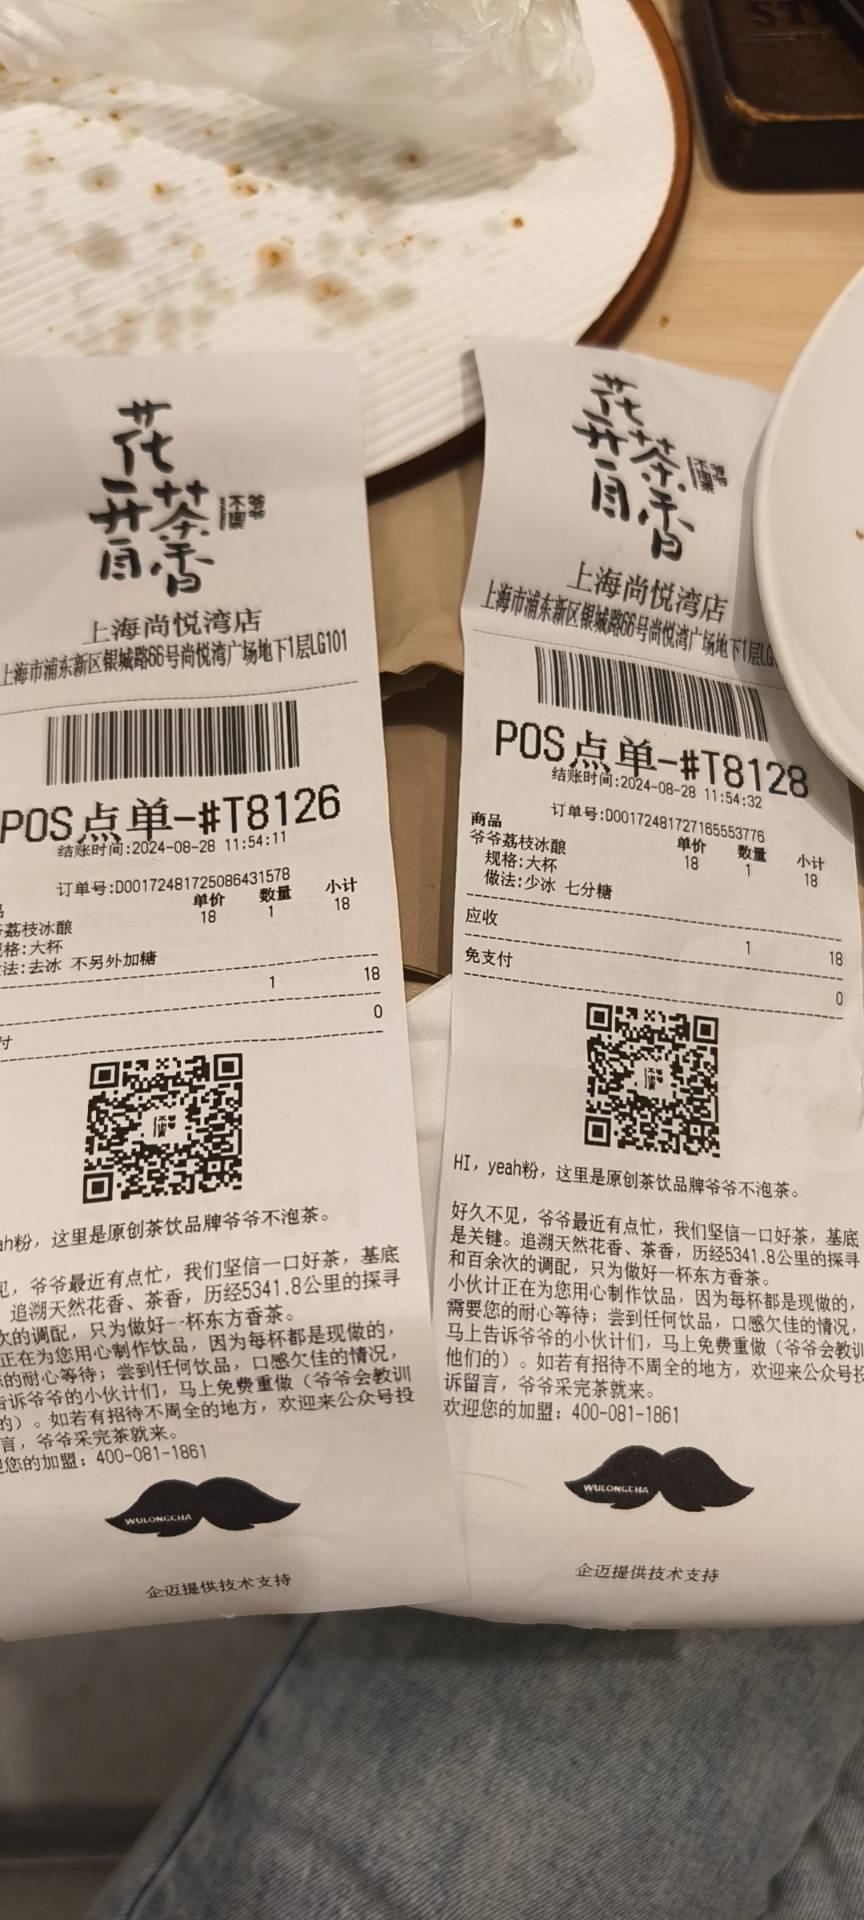 ST
花开茶香
爷爷不泡茶
上海尚悦湾店
上海市浦东新区银城路66号尚悦湾广场地下1层LG101
POS点单-#T8126
结账时间:2024-08-28 11:54:11
订单号:D00172481725086431578
品 单价 数量 小计
荔枝冰酿 18 1 18
格:大杯
法:去冰 不另外加糖
1 18
付 0
ah粉，这里是原创茶饮品牌爷爷不泡茶。
见，爷爷最近有点忙，我们坚信一口好茶，基底
。追溯天然花香、茶香，历经5341.8公里的探寻
次的调配，只为做好一杯东方香茶。
正在为您用心制作饮品，因为每杯都是现做的，
的耐心等待；尝到任何饮品，口感欠佳的情况，
告诉爷爷的小伙计们，马上免费重做（爷爷会教训
的）。如若有招待不周全的地方，欢迎来公众号投
言，爷爷采完茶就来。
您的加盟：400-081-1861
WULONGCHA
企迈提供技术支持
花开茶香
爷爷不泡茶
上海尚悦湾店
上海市浦东新区银城路66号尚悦湾广场地下1层LG
POS点单-#T8128
结账时间:2024-08-28 11:54:32
订单号:D00172481727165553776
商品 单价 数量 小计
爷爷荔枝冰酿 18 1 18
规格:大杯
做法:少冰 七分糖
应收 1 18
免支付 0
HI，yeah粉，这里是原创茶饮品牌爷爷不泡茶。
好久不见，爷爷最近有点忙，我们坚信一口好茶，基底
是关键。追溯天然花香、茶香，历经5341.8公里的探寻
和百余次的调配，只为做好一杯东方香茶。
小伙计正在为您用心制作饮品，因为每杯都是现做的，
需要您的耐心等待；尝到任何饮品，口感欠佳的情况，
马上告诉爷爷的小伙计们，马上免费重做（爷爷会教训
他们的）。如若有招待不周全的地方，欢迎来公众号投
诉留言，爷爷采完茶就来。
欢迎您的加盟：400-081-1861
WULONGCHA
企迈提供技术支持